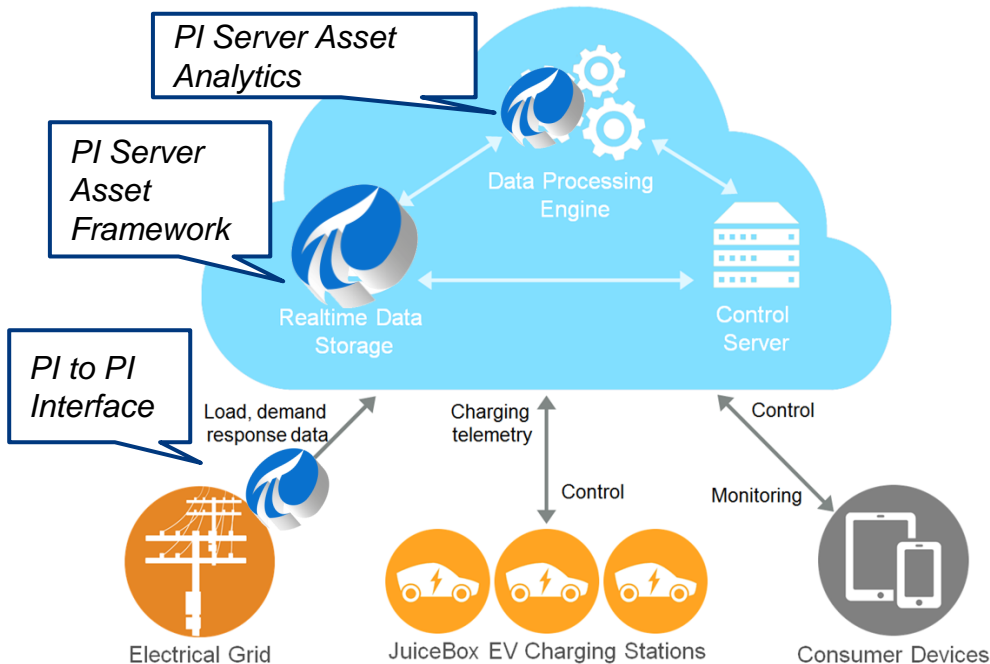 PI Server Asset
Analytics
PI Server
Asset
Framework
Data Processing
Engine
Realtime Data
Storage
Control
Server
PI to PI
Interface
Load, demand
response data
Charging
telemetry
Control
Control
Monitoring
Electrical Grid
JuiceBox EV Charging Stations
Consumer Devices